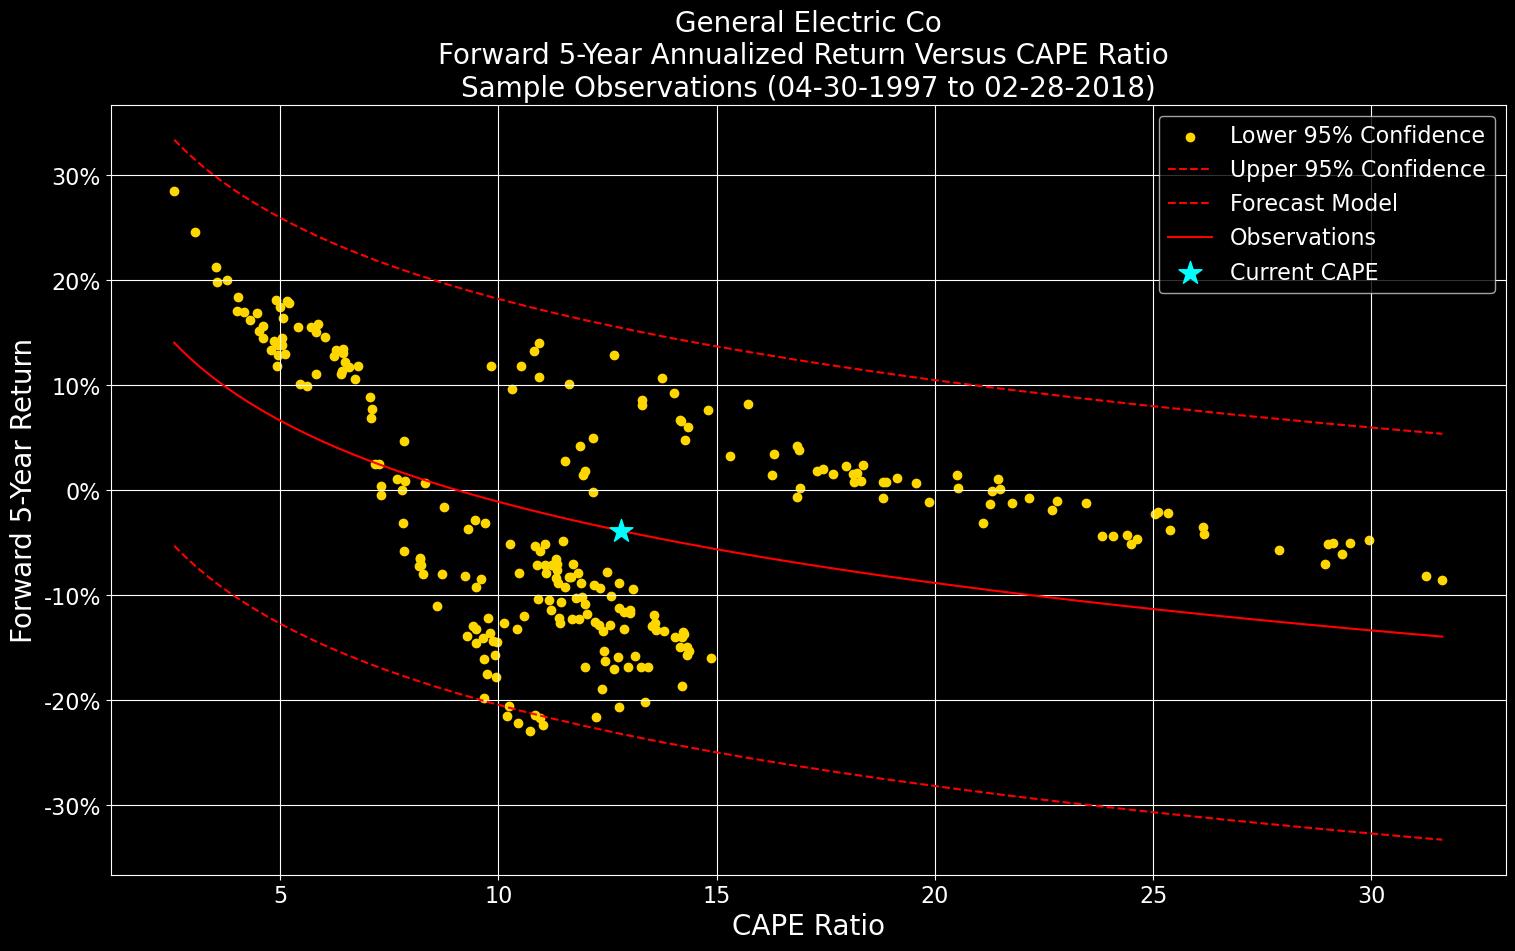 General Electric Co
Forward 5-Year Annualized Return Versus CAPE Ratio
Sample Observations (04-30-1997 to 02-28-2018)
Lower 95% Confidence
Upper 95% Confidence
Forecast Model
Observations
Current CAPE
Forward 5-Year Return
30%
20%
10%
0%
-10%
-20%
-30%
5
10
15
20
25
30
CAPE Ratio